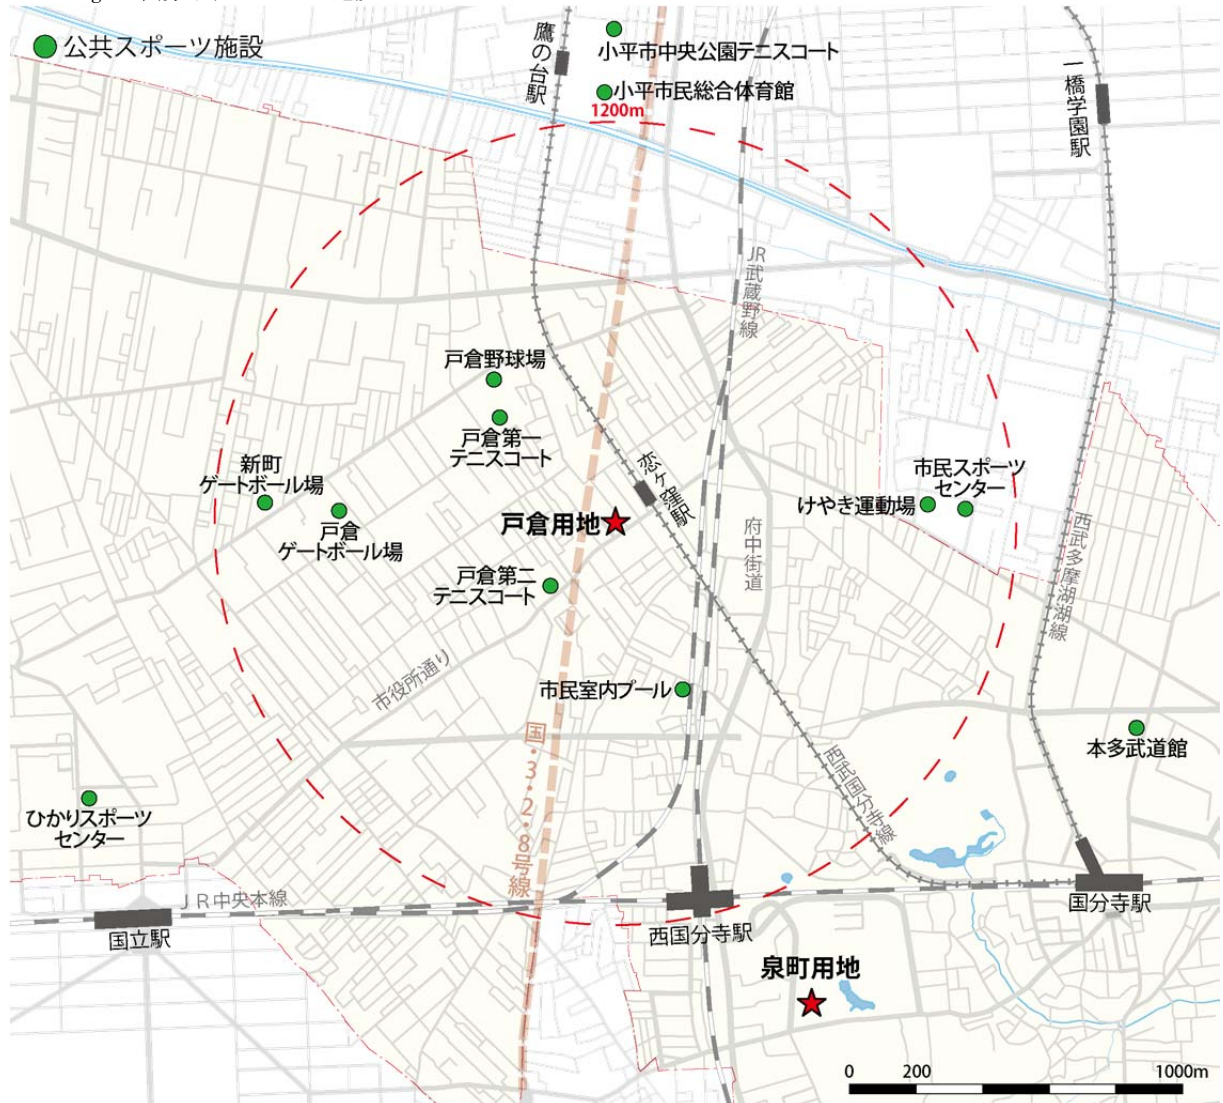 公共スポーツ施設
鷹の台駅
小平市中央公園テニスコート
小平市民総合体育館
1200m
一橋学園駅
JR武蔵野線
戸倉野球場
戸倉第一
テニスコート
新町
ゲートボール場
戸倉
ゲートボール場
恋ヶ窪駅
戸倉用地
市民スポーツ
センター
けやき運動場
府中街道
西武多摩湖湖線
戸倉第二
テニスコート
市役所通り
市民室内プール
国・3・2・8号線
西武国分寺線
本多武道館
ひかりスポーツ
センター
JR中央本線
国立駅
西国分寺駅
国分寺駅
泉町用地
0 200 1000m